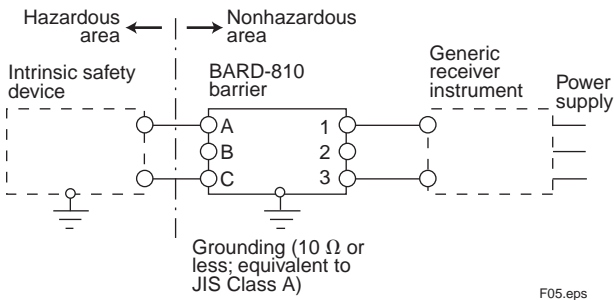 Hazardous
area
Nonhazardous
area
Intrinsic safety
device
BARD-810
barrier
Generic
receiver
instrument
Power
supply
A
B
C
1
2
3
Grounding (10 Ω or
less; equivalent to
JIS Class A)
F05.eps